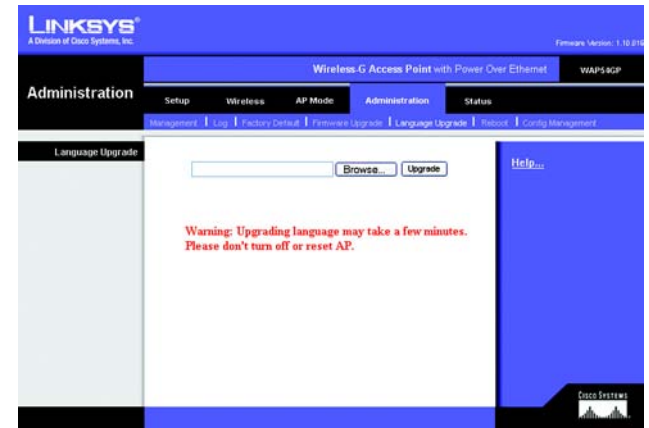 LINKSYS®
A Division of Cisco Systems, Inc.
Firmware Version: 1.10
Wireless-G Access Point with Power Over Ethernet WAP54GP
Administration
Setup Wireless AP Mode Administration Status
Management | Log | Factory Default | Firmware Upgrade | Language Upgrade | Reboot | Config Management
Language Upgrade
Browse... Upgrade
Help...
Warning: Upgrading language may take a few minutes.
Please don't turn off or reset AP.
CISCO SYSTEMS